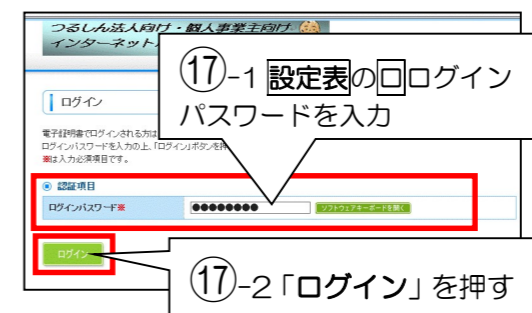 つるしん法人向け・個人事業主向け
インターネット
⑰-1 設定表のロログイン
パスワードを入力
ログイン
電子証明書でログインされる方は
ログインパスワードを入力の上、「ログイン」ボタンを押
※は入力必須項目です。
認証項目
ログインパスワード※
●●●●●●●●
ソフトウェアキーボードを開く
ログイン
⑰-2「ログイン」を押す